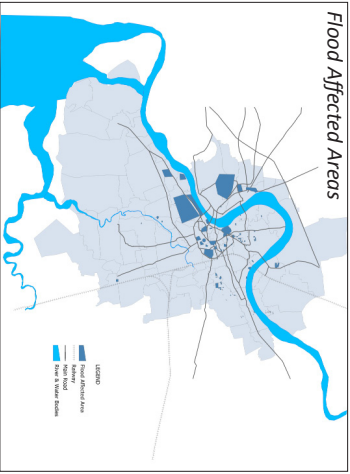 Flood Affected Areas
LEGEND
Flood Affected Area
Railway
Main Road
River & Water Bodies